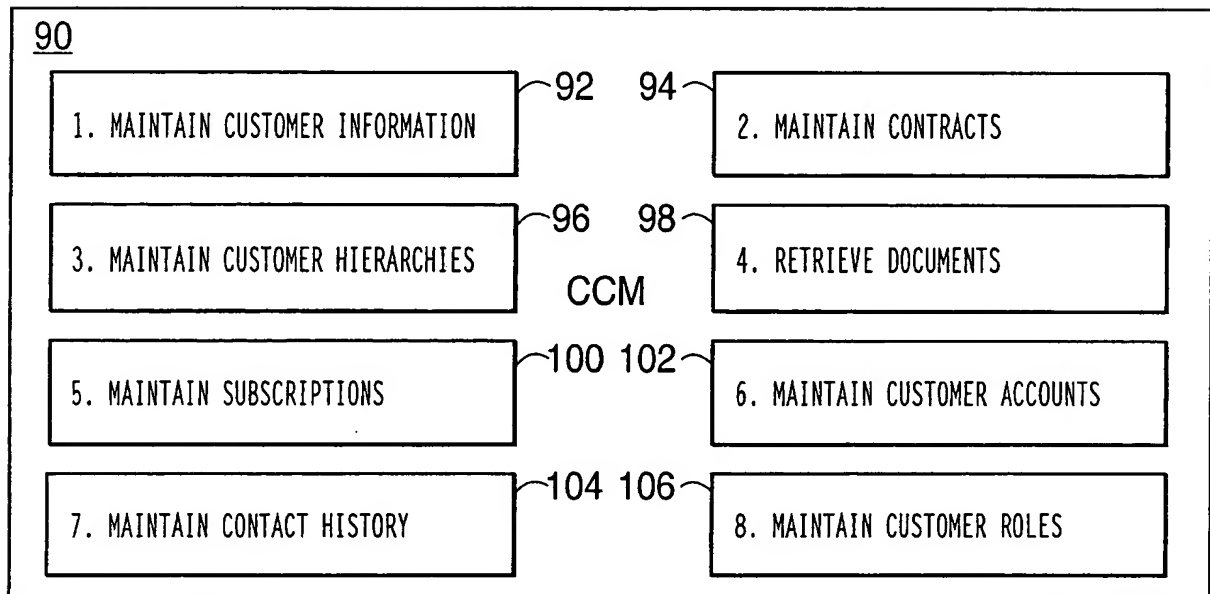 90
1. MAINTAIN CUSTOMER INFORMATION
92
94
2. MAINTAIN CONTRACTS
3. MAINTAIN CUSTOMER HIERARCHIES
96
98
4. RETRIEVE DOCUMENTS
CCM
5. MAINTAIN SUBSCRIPTIONS
100
102
6. MAINTAIN CUSTOMER ACCOUNTS
7. MAINTAIN CONTACT HISTORY
104
106
8. MAINTAIN CUSTOMER ROLES